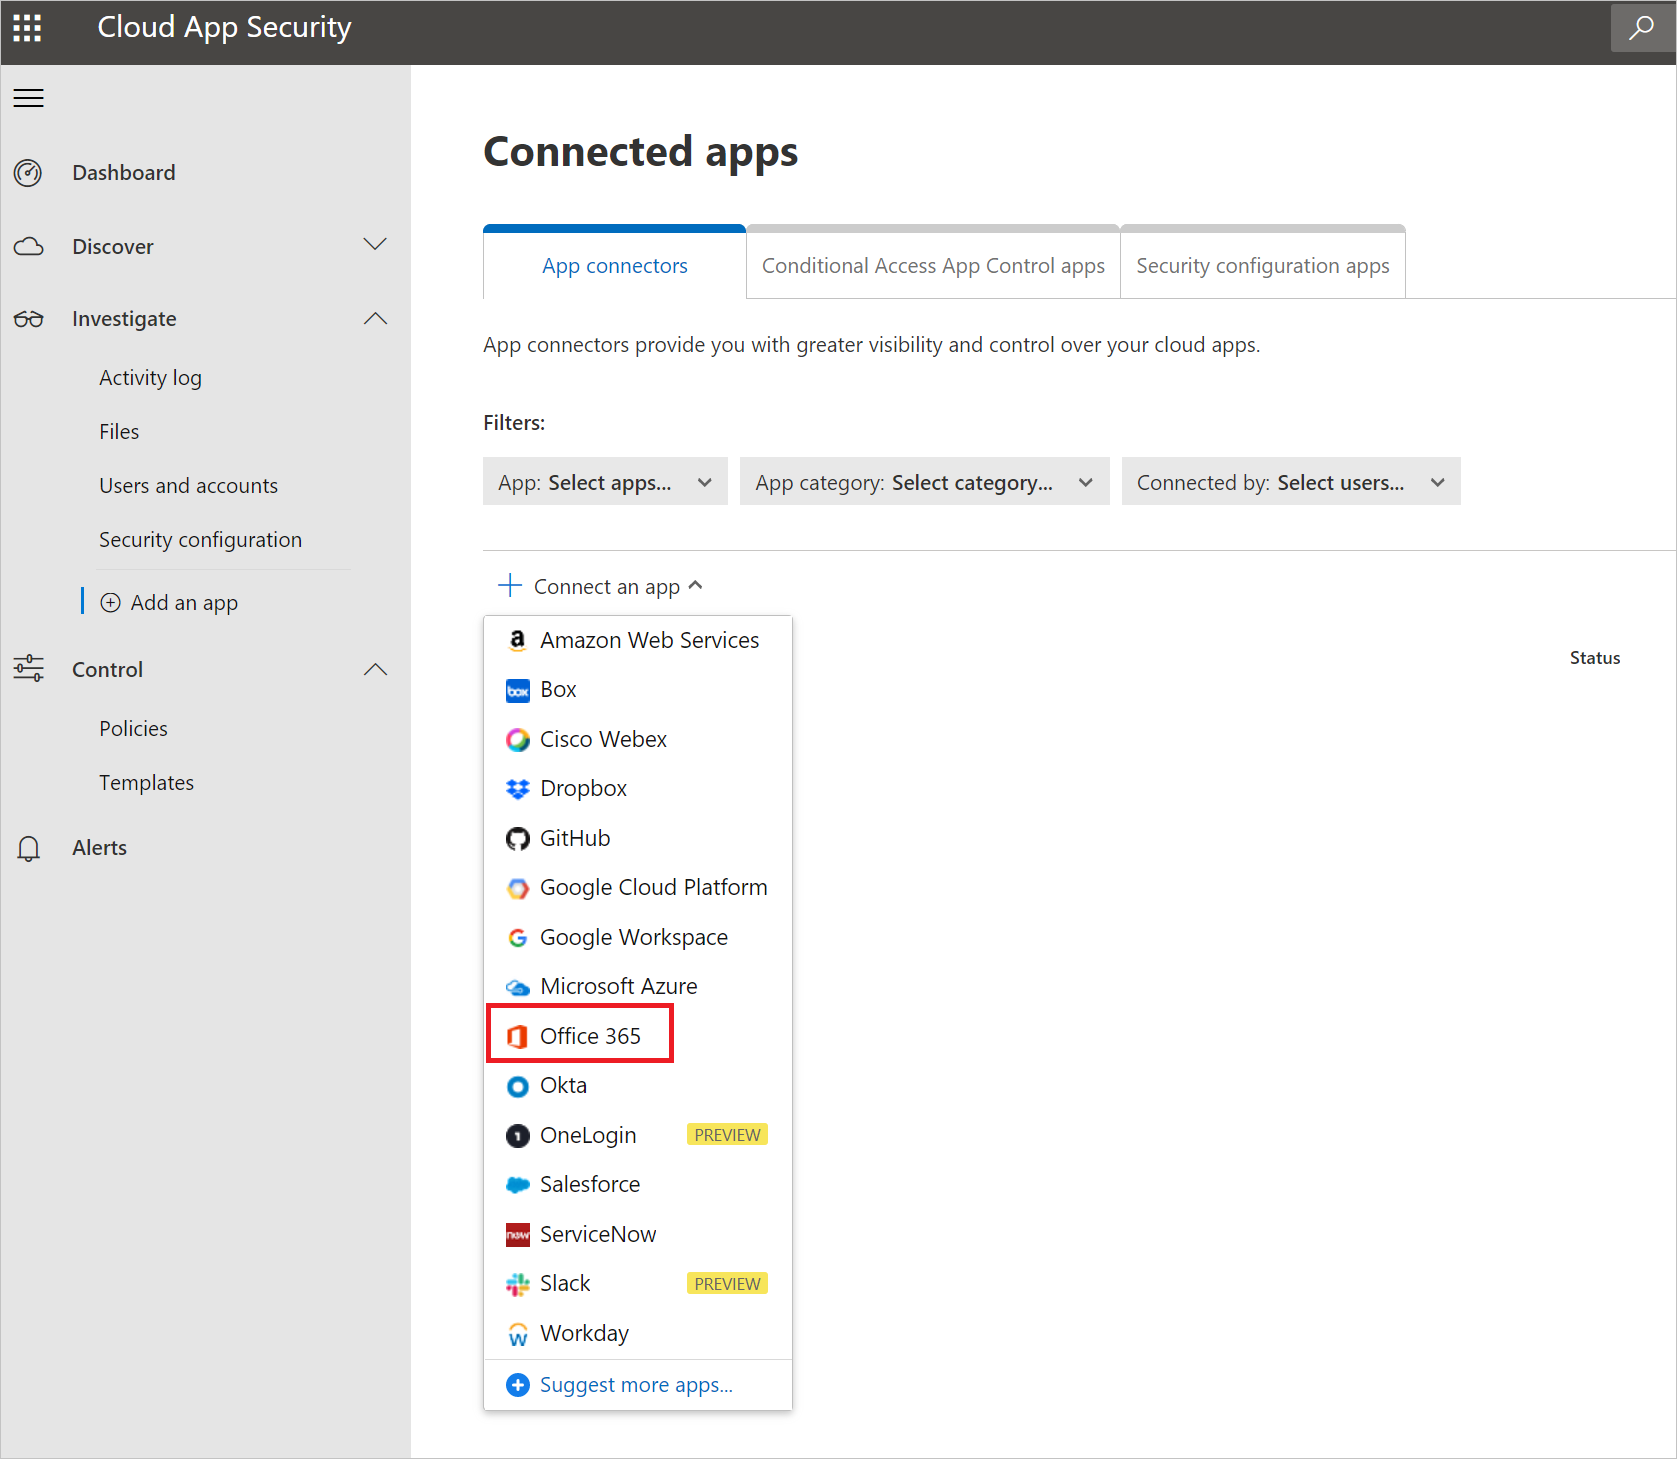 Cloud App Security
Dashboard
Discover
Investigate
Activity log
Files
Users and accounts
Security configuration
Add an app
Control
Policies
Templates
Alerts
Connected apps
App connectors
Conditional Access App Control apps
Security configuration apps
App connectors provide you with greater visibility and control over your cloud apps.
Filters:
App: Select apps...
App category: Select category...
Connected by: Select users...
Connect an app
Status
a Amazon Web Services
box Box
Cisco Webex
Dropbox
GitHub
Google Cloud Platform
G Google Workspace
Microsoft Azure
Office 365
Okta
1 OneLogin PREVIEW
Salesforce
now ServiceNow
Slack PREVIEW
W Workday
Suggest more apps...